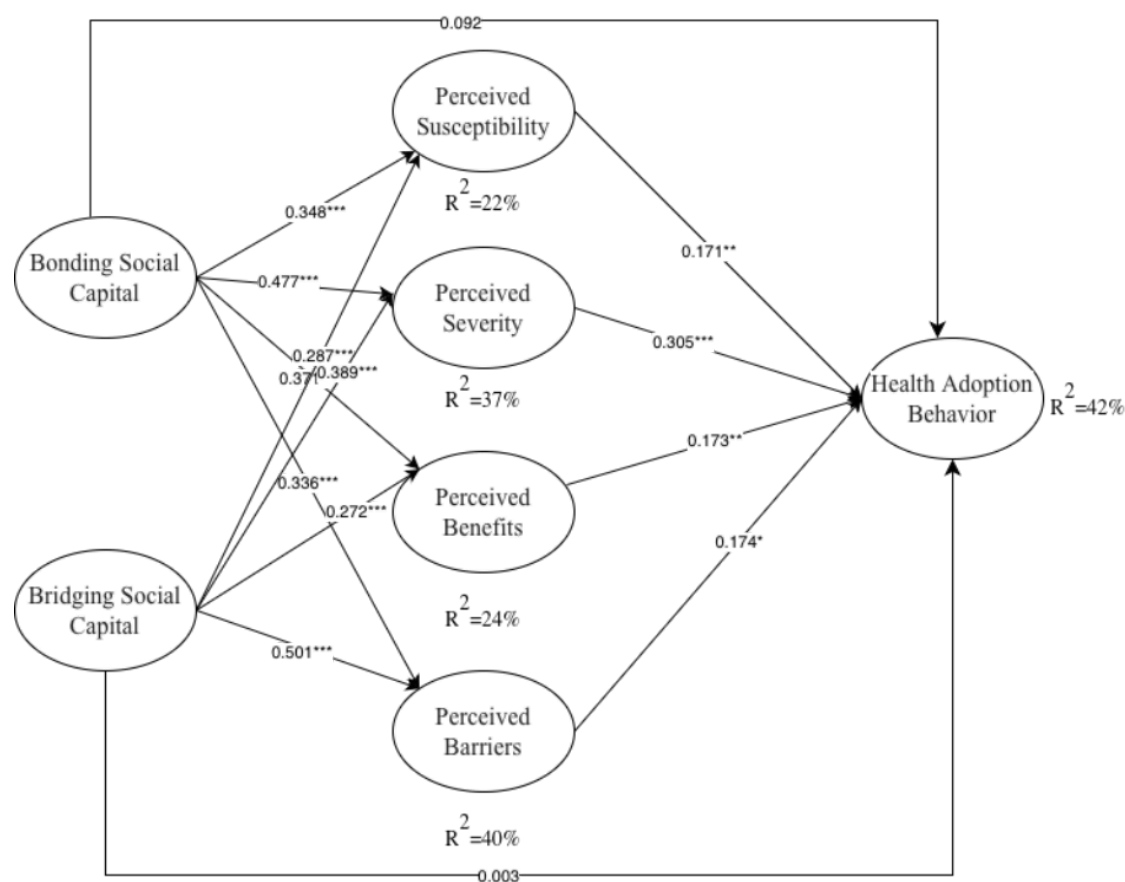 0.092
Perceived
Susceptibility
R²=22%
0.348***
0.171**
Bonding Social
Capital
0.477***
Perceived
Severity
0.305***
R²=37%
0.287***
0.389***
0.371
Health Adoption
Behavior
R²=42%
0.173**
0.336***
0.272***
Perceived
Benefits
0.174*
R²=24%
Bridging Social
Capital
0.501***
Perceived
Barriers
R²=40%
0.003